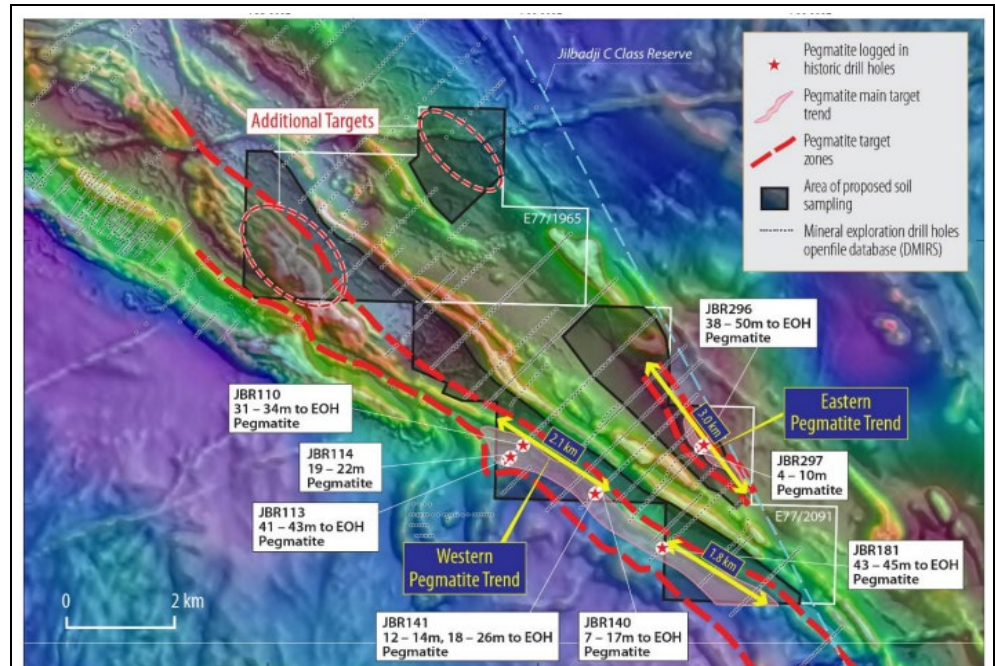 Jilbadji C Class Reserve
Pegmatite logged in
historic drill holes
Pegmatite main target
trend
Pegmatite target
zones
Area of proposed soil
sampling
Mineral exploration drill holes
openfile database (DMIRS)
Additional Targets
E77/1965
JBR296
38 – 50m to EOH
Pegmatite
JBR110
31 – 34m to EOH
Pegmatite
Eastern
Pegmatite Trend
3.0 km
2.1 km
JBR114
19 – 22m
Pegmatite
JBR297
4 – 10m
Pegmatite
JBR113
41 – 43m to EOH
Pegmatite
E77/2091
Western
Pegmatite Trend
1.8 km
JBR181
43 – 45m to EOH
Pegmatite
0 2 km
JBR141
12 – 14m, 18 – 26m to EOH
Pegmatite
JBR140
7 – 17m to EOH
Pegmatite